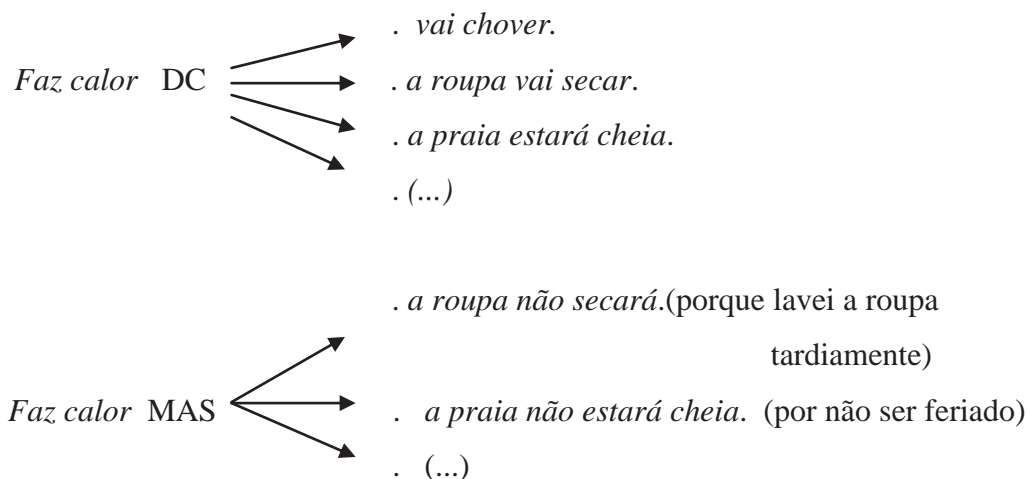 . vai chover.
Faz calor DC
. a roupa vai secar.
. a praia estará cheia.
. (...)
. a roupa não secará.(porque lavei a roupa
tardiamente)
Faz calor MAS
. a praia não estará cheia. (por não ser feriado)
. (...)